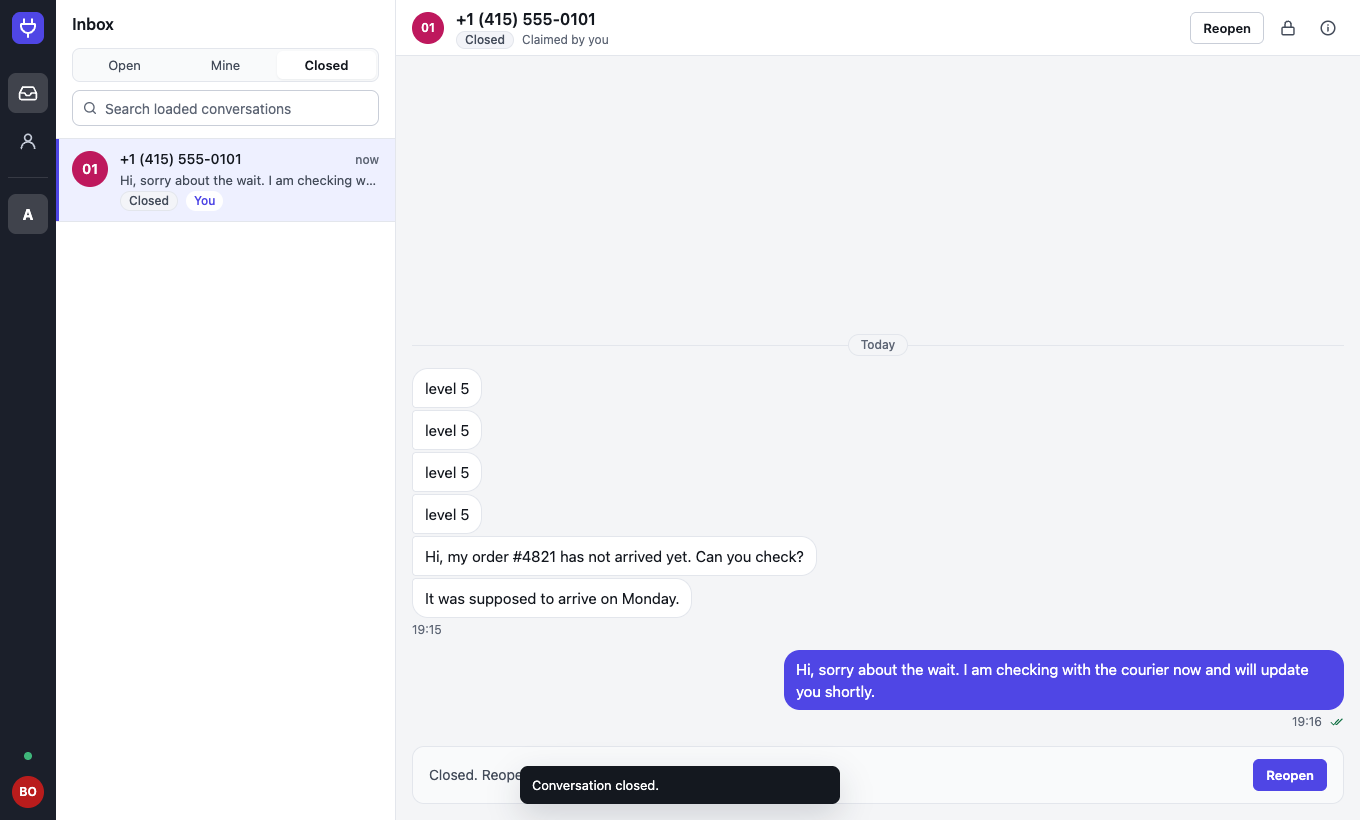 Inbox
Open
Mine
Closed
Search loaded conversations
01
+1 (415) 555-0101
now
Hi, sorry about the wait. I am checking w...
Closed
You
A
BO
01
+1 (415) 555-0101
Closed
Claimed by you
Reopen
Today
level 5
level 5
level 5
level 5
Hi, my order #4821 has not arrived yet. Can you check?
It was supposed to arrive on Monday.
19:15
Hi, sorry about the wait. I am checking with the courier now and will update
you shortly.
19:16
Closed.
Conversation closed.
Reopen